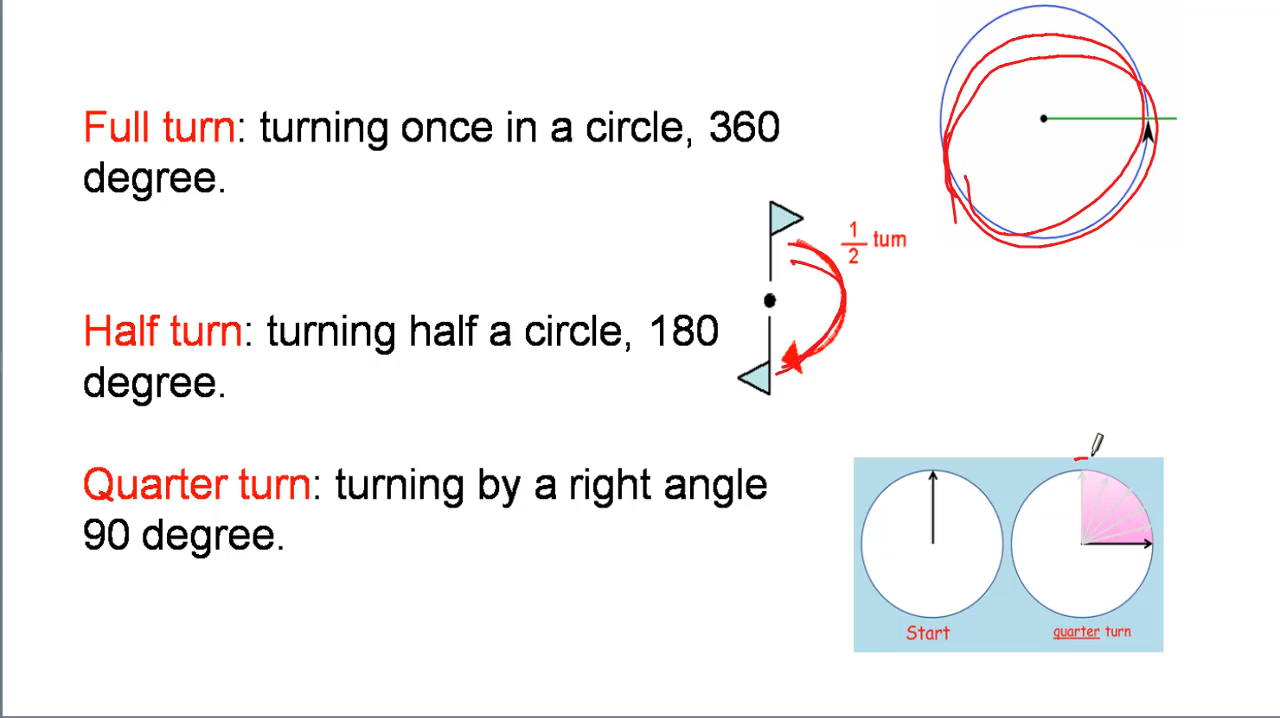 Full turn: turning once in a circle, 360
degree.
1
2
turn
Half turn: turning half a circle, 180
degree.
Quarter turn: turning by a right angle
90 degree.
Start
quarter turn